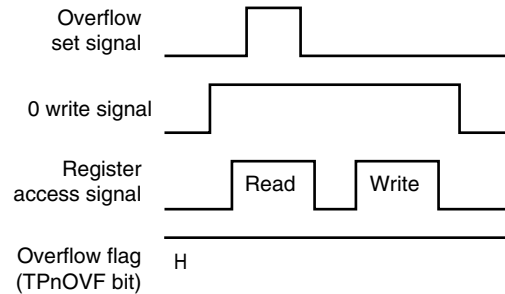 Overflow
set signal
0 write signal
Register
access signal
Read
Write
Overflow flag
(TPnOVF bit)
H